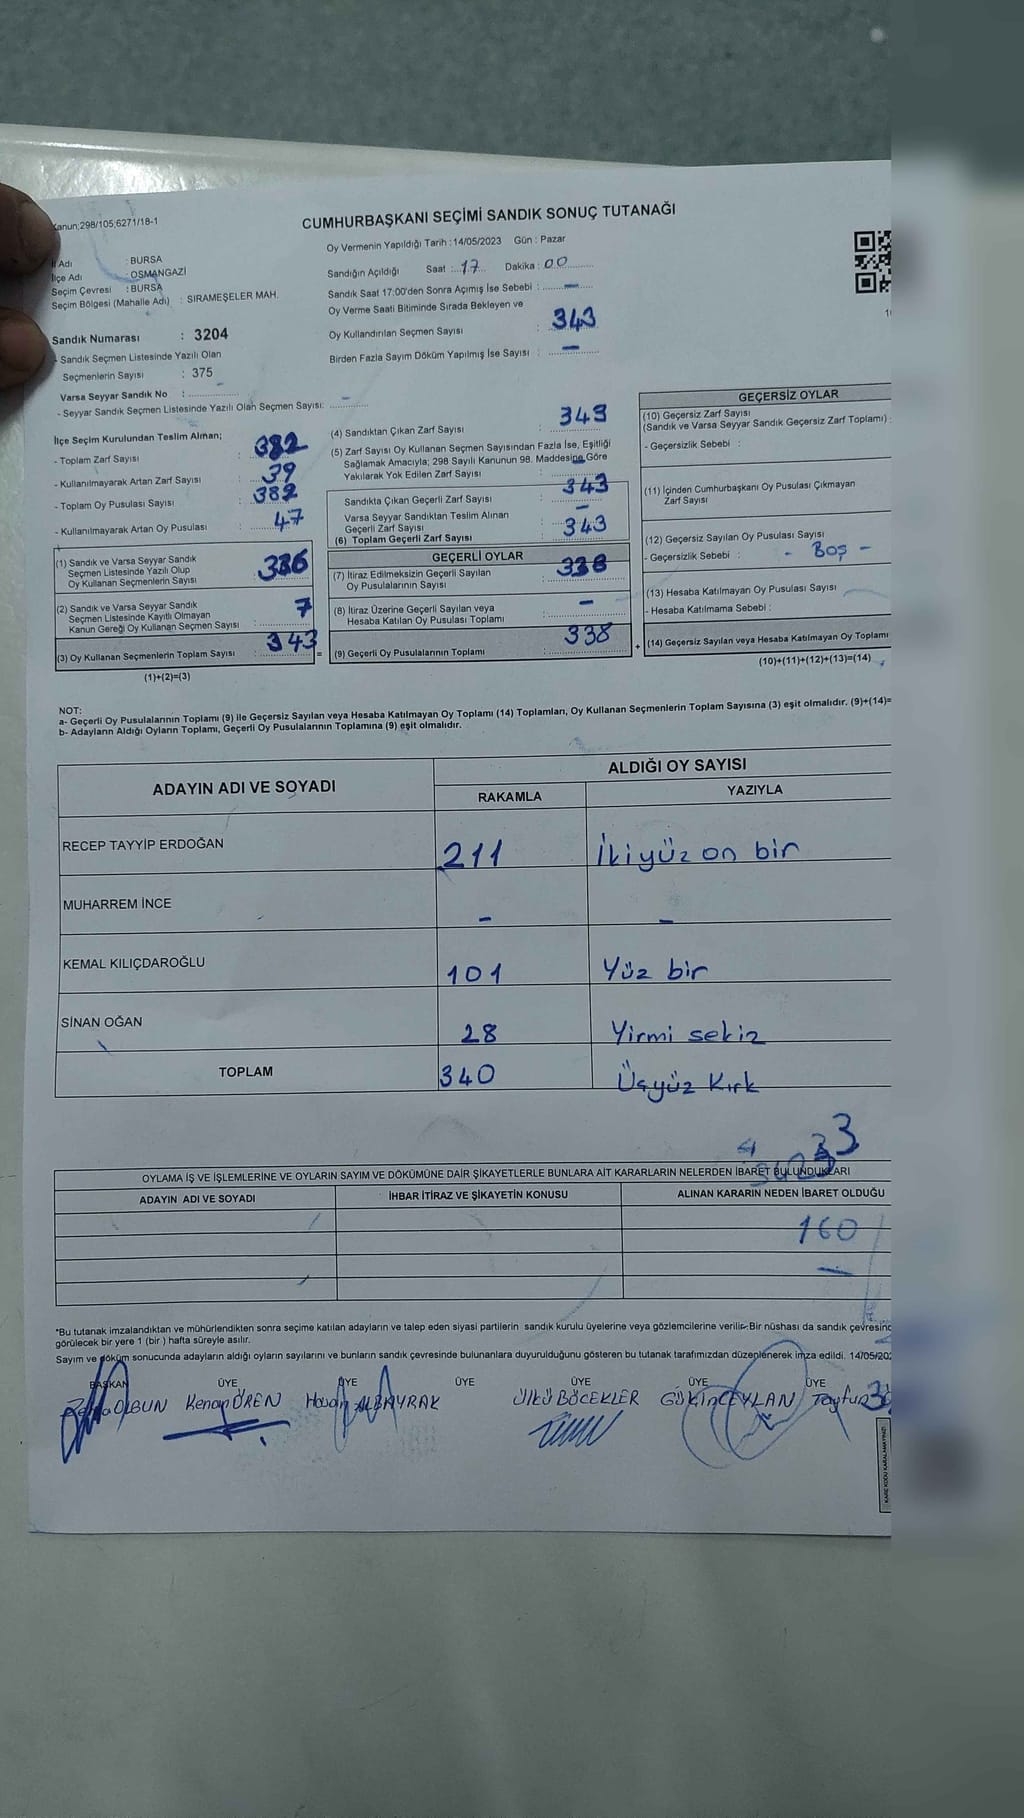 Kanun;298/105;6271/18-1
CUMHURBAŞKANI SEÇİMİ SANDIK SONUÇ TUTANAĞI
Oy Vermenin Yapıldığı Tarih : 14/05/2023 Gün : Pazar
İl Adı : BURSA
İlçe Adı : OSMANGAZİ
Seçim Çevresi : BURSA
Seçim Bölgesi (Mahalle Adı) : SIRAMEŞELER MAH.
Sandığın Açıldığı Saat : 17 Dakika : 00
Sandık Saat 17:00'den Sonra Açımış İse Sebebi : -
Oy Verme Saati Bitiminde Sırada Bekleyen ve
Oy Kullandırılan Seçmen Sayısı : 343
Birden Fazla Sayım Döküm Yapılmış İse Sayısı : -
Sandık Numarası : 3204
- Sandık Seçmen Listesinde Yazılı Olan
Seçmenlerin Sayısı : 375
Varsa Seyyar Sandık No : -
- Seyyar Sandık Seçmen Listesinde Yazılı Olan Seçmen Sayısı:
İlçe Seçim Kurulundan Teslim Alınan;
- Toplam Zarf Sayısı : 382
- Kullanılmayarak Artan Zarf Sayısı : 39
- Toplam Oy Pusulası Sayısı : 382
- Kullanılmayarak Artan Oy Pusulası : 47
(1) Sandık ve Varsa Seyyar Sandık
Seçmen Listesinde Yazılı Olup
Oy Kullanan Seçmenlerin Sayısı : 336
(2) Sandık ve Varsa Seyyar Sandık
Seçmen Listesinde Kayıtlı Olmayan
Kanun Gereği Oy Kullanan Seçmen Sayısı : 7
(3) Oy Kullanan Seçmenlerin Toplam Sayısı : 343 =
(1)+(2)=(3)
(4) Sandıktan Çıkan Zarf Sayısı : 343
(5) Zarf Sayısı Oy Kullanan Seçmen Sayısından Fazla İse, Eşitliği
Sağlamak Amacıyla; 298 Sayılı Kanunun 98. Maddesine Göre
Yakılarak Yok Edilen Zarf Sayısı : -
Sandıkta Çıkan Geçerli Zarf Sayısı : 343
Varsa Seyyar Sandıktan Teslim Alınan
Geçerli Zarf Sayısı : -
(6) Toplam Geçerli Zarf Sayısı : 343
GEÇERLİ OYLAR
(7) İtiraz Edilmeksizin Geçerli Sayılan
Oy Pusulalarının Sayısı : 338
(8) İtiraz Üzerine Geçerli Sayılan veya
Hesaba Katılan Oy Pusulası Toplamı : -
(9) Geçerli Oy Pusulalarının Toplamı : 338 +
GEÇERSİZ OYLAR
(10) Geçersiz Zarf Sayısı
(Sandık ve Varsa Seyyar Sandık Geçersiz Zarf Toplamı) :
- Geçersizlik Sebebi :
(11) İçinden Cumhurbaşkanı Oy Pusulası Çıkmayan
Zarf Sayısı
(12) Geçersiz Sayılan Oy Pusulası Sayısı
- Geçersizlik Sebebi : - Boş -
(13) Hesaba Katılmayan Oy Pusulası Sayısı
- Hesaba Katılmama Sebebi :
(14) Geçersiz Sayılan veya Hesaba Katılmayan Oy Toplamı
(10)+(11)+(12)+(13)=(14)
NOT:
a- Geçerli Oy Pusulalarının Toplamı (9) ile Geçersiz Sayılan veya Hesaba Katılmayan Oy Toplamı (14) Toplamları, Oy Kullanan Seçmenlerin Toplam Sayısına (3) eşit olmalıdır. (9)+(14)=
b- Adayların Aldığı Oyların Toplamı, Geçerli Oy Pusulalarının Toplamına (9) eşit olmalıdır.
ADAYIN ADI VE SOYADI
ALDIĞI OY SAYISI
RAKAMLA YAZIYLA
RECEP TAYYİP ERDOĞAN 211 İkiyüz on bir
MUHARREM İNCE - -
KEMAL KILIÇDAROĞLU 101 Yüz bir
SİNAN OĞAN 28 Yirmi sekiz
TOPLAM 340 Üçyüz Kırk
OYLAMA İŞ VE İŞLEMLERİNE VE OYLARIN SAYIM VE DÖKÜMÜNE DAİR ŞİKAYETLERLE BUNLARA AİT KARARLARIN NELERDEN İBARET BULUNDUKLARI
ADAYIN ADI VE SOYADI İHBAR İTİRAZ VE ŞİKAYETİN KONUSU ALINAN KARARIN NEDEN İBARET OLDUĞU
160
*Bu tutanak imzalandıktan ve mühürlendikten sonra seçime katılan adayların ve talep eden siyasi partilerin sandık kurulu üyelerine veya gözlemcilerine verilir. Bir nüshası da sandık çevresinde
görülecek bir yere 1 (bir) hafta süreyle asılır.
Sayım ve döküm sonucunda adayların aldığı oyların sayılarını ve bunların sandık çevresinde bulunanlara duyurulduğunu gösteren bu tutanak tarafımızdan düzenlenerek imza edildi. 14/05/202
BAŞKAN ÜYE ÜYE ÜYE ÜYE ÜYE ÜYE
OLGUN Kenan ÖREN Hasan ALBAYRAK ÜLKÜ BÖCEKLER Gökçin CEYLAN Tayfun
KARE KODU KARALAMAYINIZ!